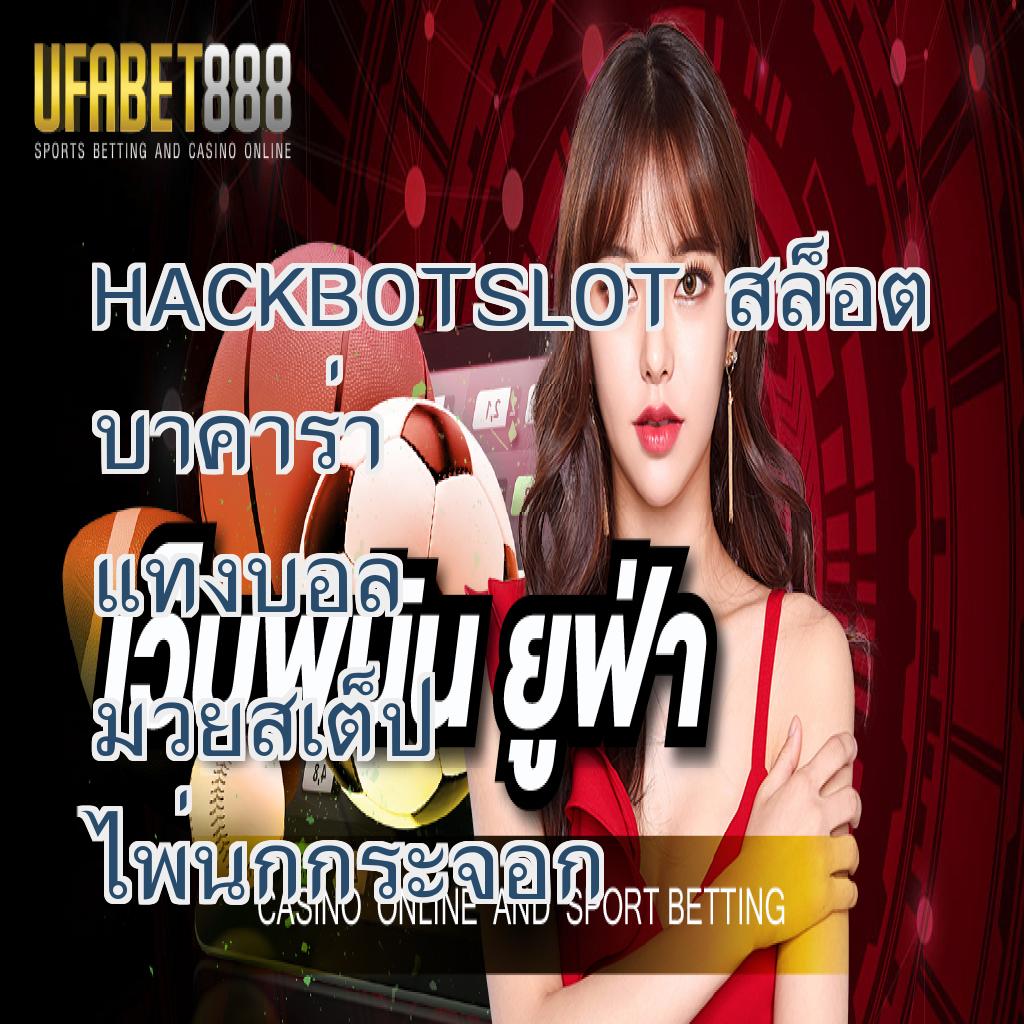 UFABET888
SPORTS BETTING AND CASINO ONLINE
HACKBOTSLOT สล็อต
บาคาร่า
แทงบอล
เว็บพนัน ยูฟ่า
มวยสเต็ป
ไพ่นกกระจอก
CASINO ONLINE AND SPORT BETTING